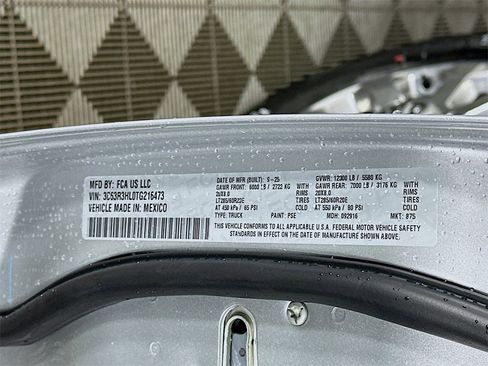 MFD BY: FCA US LLC
VIN: 3C63R3HL0TG215473
VEHICLE MADE IN: MEXICO
DATE OF MFR (BUILT): 5-25
GVWR: 12300 LB / 5580 KG
GAWR FRONT: 6000 LB / 2722 KG
WITH
GAWR REAR: 7000 LB / 3176 KG
WITH
20X8.0
RIMS
20X8.0
RIMS
LT285/60R20E
TIRES
LT285/60R20E
TIRES
AT 450 kPa / 65 PSI
COLD
AT 550 kPa / 80 PSI
COLD
TYPE: TRUCK
PAINT: PSE
MDH: 092916
MKT: 875
THIS VEHICLE CONFORMS TO ALL APPLICABLE U.S.A. FEDERAL MOTOR VEHICLE SAFETY
STANDARDS IN EFFECT ON THE DATE OF MANUFACTURE SHOWN ABOVE.